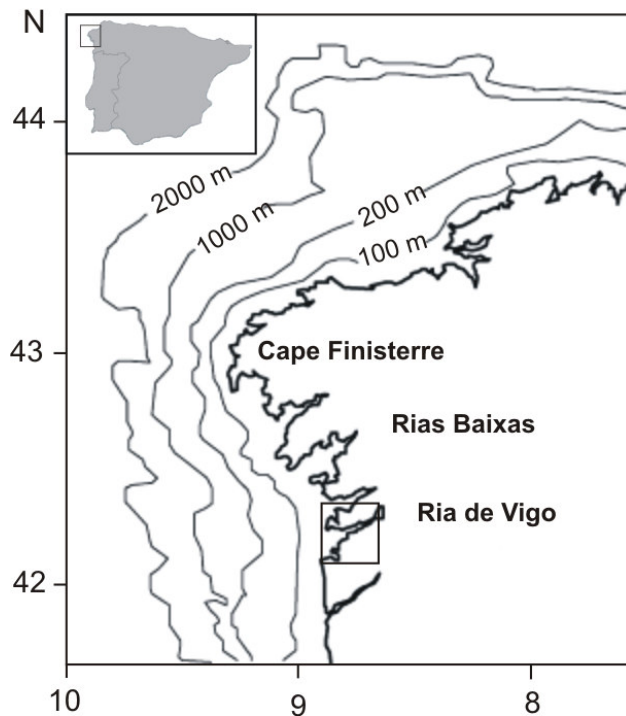 N
44
2000 m
1000 m
200 m
100 m
43
Cape Finisterre
Rias Baixas
Ria de Vigo
42
10
9
8